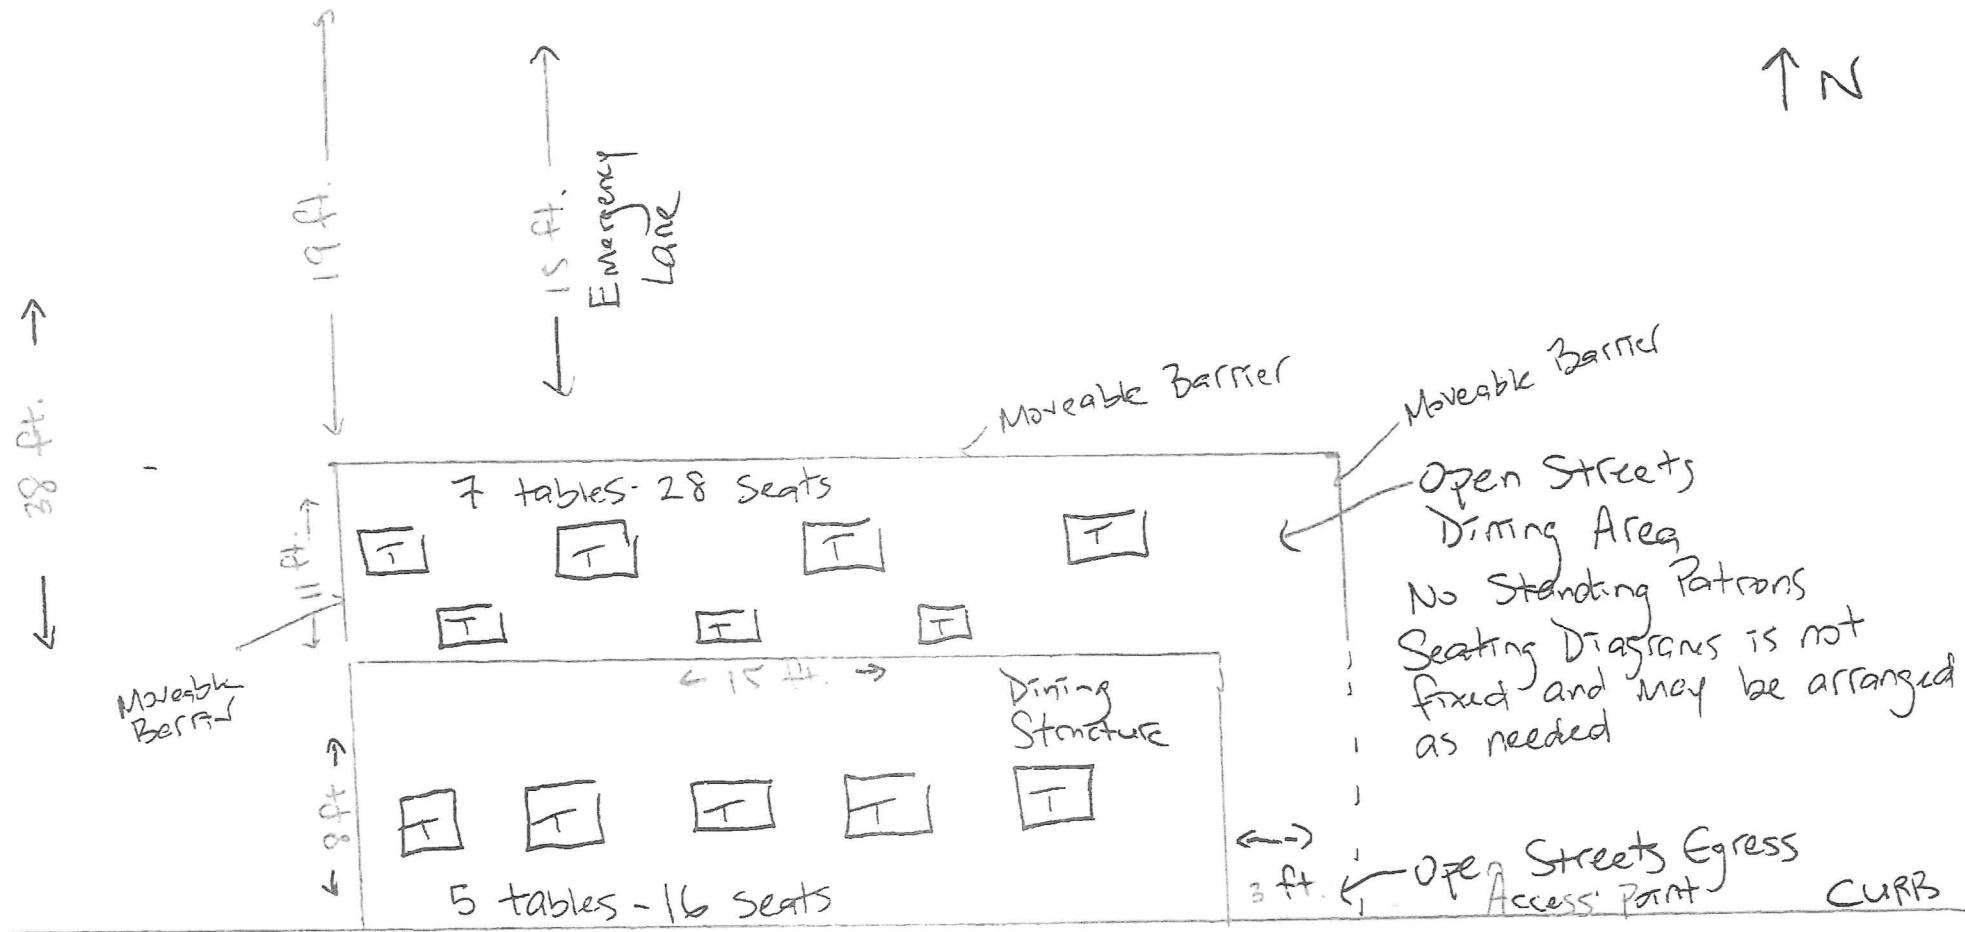 ↑ N
19 ft.
15 ft.
Emergency
Lane
38 ft.
Moveable Barrier
Moveable Barrier
7 tables - 28 seats
T
T
T
T
T
T
T
11 ft.
Open Streets
Dining Area
No Standing Patrons
Seating Diagrams is not
fixed and may be arranged
as needed
Moveable
Barrier
15 ft.
Dining
Structure
8 ft
T
T
T
T
T
5 tables - 16 seats
3 ft.
Open Streets Egress
Access Point
CURB